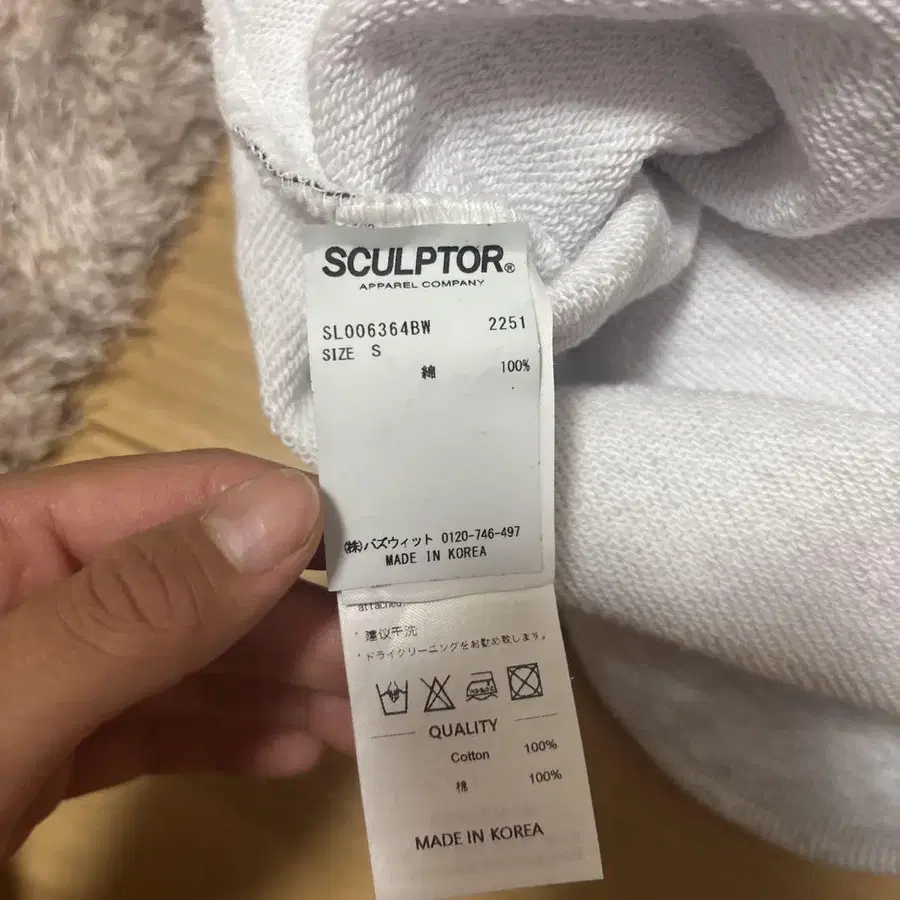 SCULPTOR®
APPAREL COMPANY
SL006364BW 2251
SIZE S
綿 100%
㈱バズウィット 0120-746-497
MADE IN KOREA
attached.
· 建议干洗
· ドライクリーニングをお勧め致します。
QUALITY
Cotton 100%
棉 100%
MADE IN KOREA